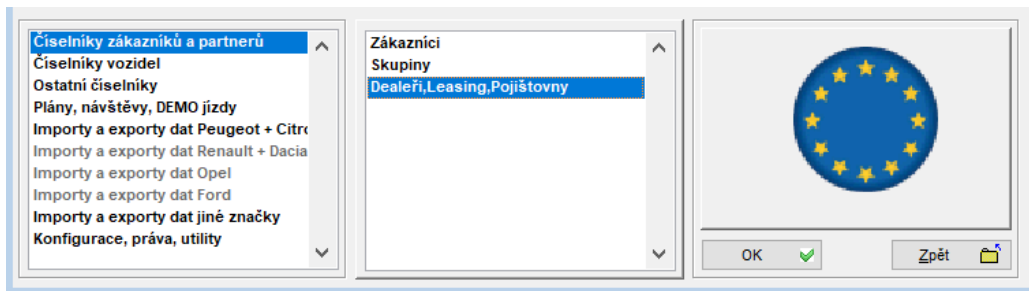 Číselníky zákazníků a partnerů
Číselníky vozidel
Ostatní číselníky
Plány, návštěvy, DEMO jízdy
Importy a exporty dat Peugeot + Citro
Importy a exporty dat Renault + Dacia
Importy a exporty dat Opel
Importy a exporty dat Ford
Importy a exporty dat jiné značky
Konfigurace, práva, utility
Zákazníci
Skupiny
Dealeři,Leasing,Pojištovny
OK
Zpět